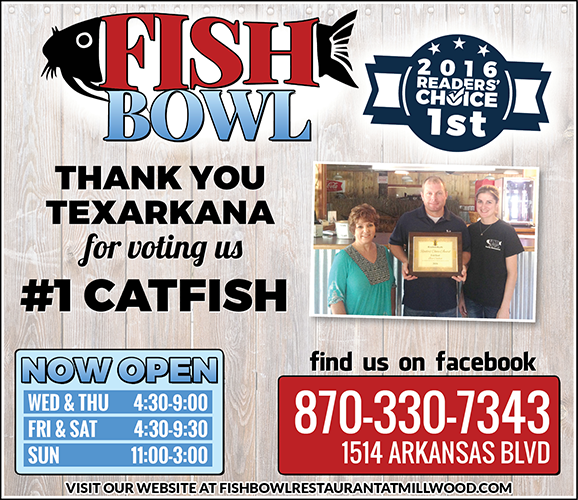 FISH
BOWL
2016
READERS'
CHOICE
1st
THANK YOU
TEXARKANA
for voting us
#1 CATFISH
NOW OPEN
WED & THU 4:30-9:00
FRI & SAT 4:30-9:30
SUN 11:00-3:00
find us on facebook
870-330-7343
1514 ARKANSAS BLVD
VISIT OUR WEBSITE AT FISHBOWLRESTAURANTATMILLWOOD.COM